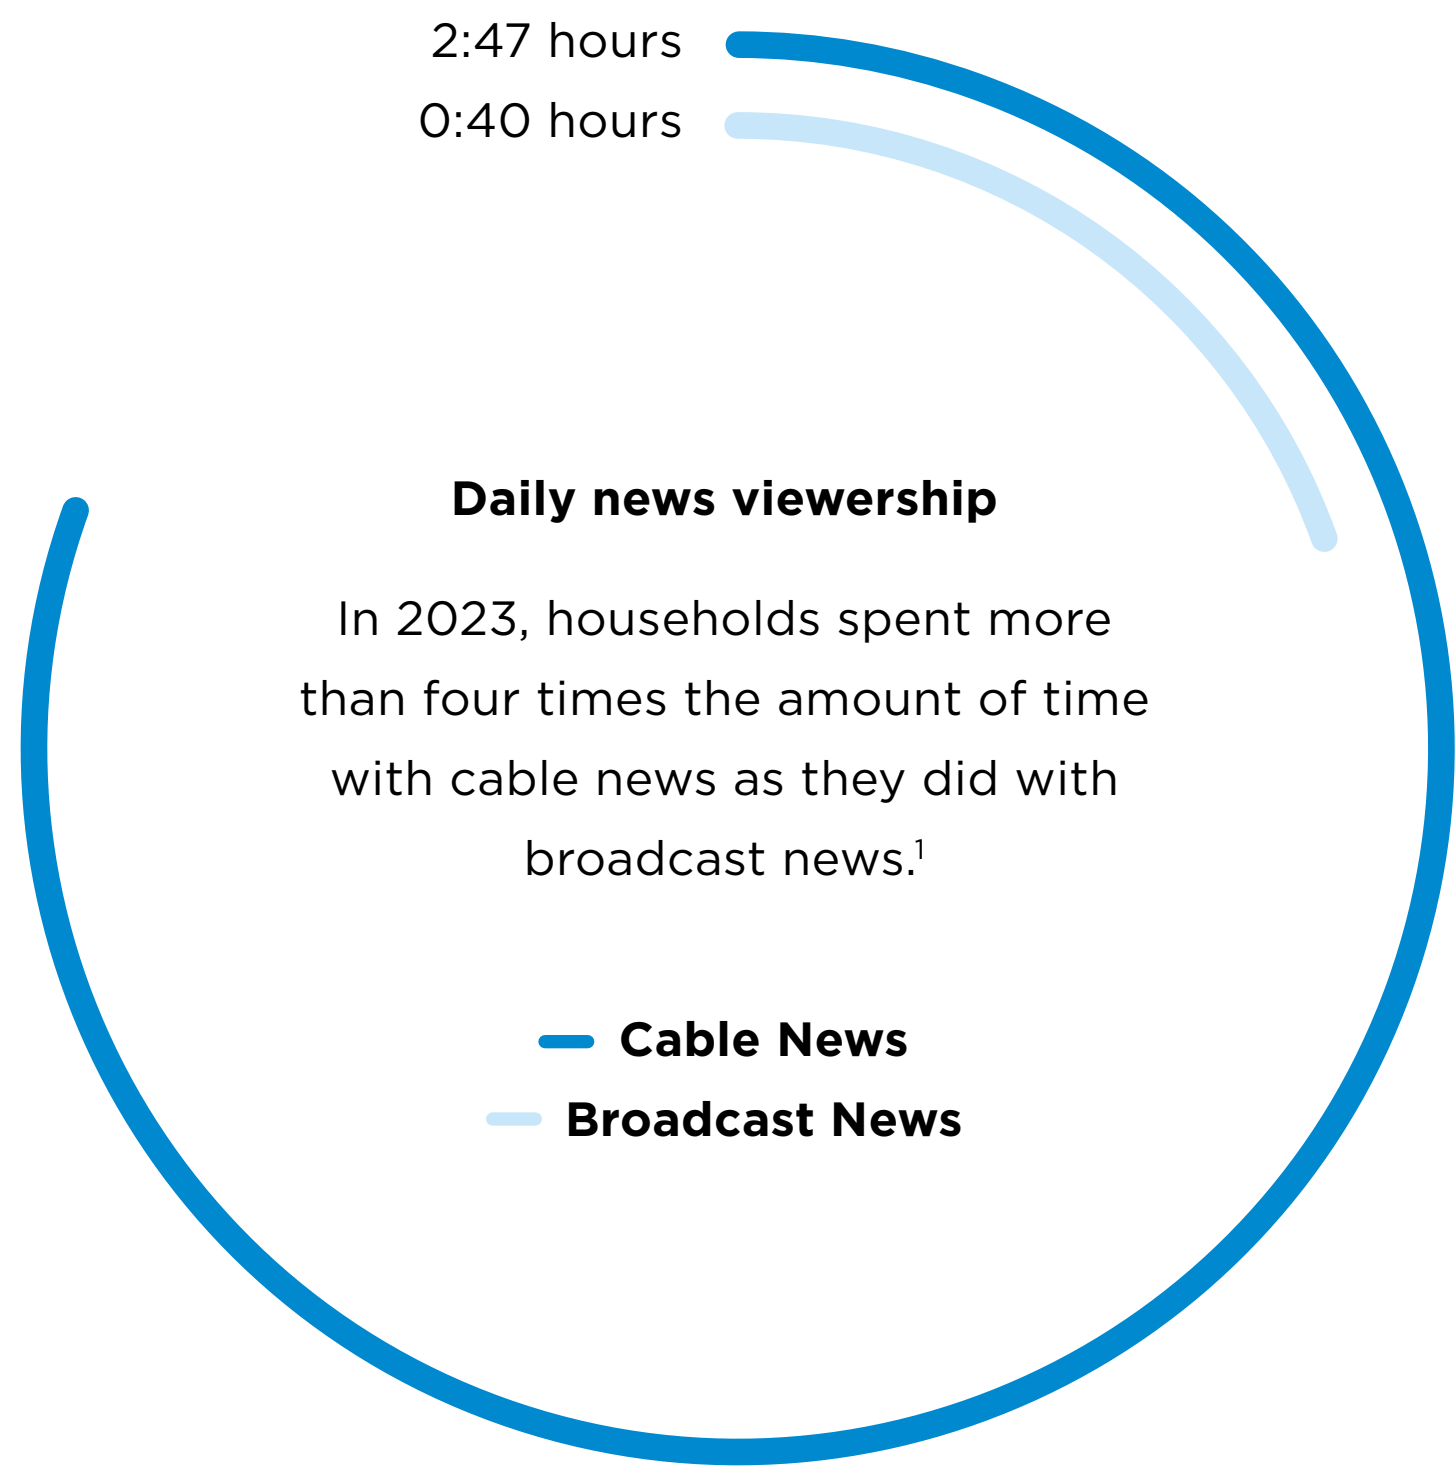 2:47 hours
0:40 hours
Daily news viewership
In 2023, households spent more
than four times the amount of time
with cable news as they did with
broadcast news.¹
Cable News
Broadcast News